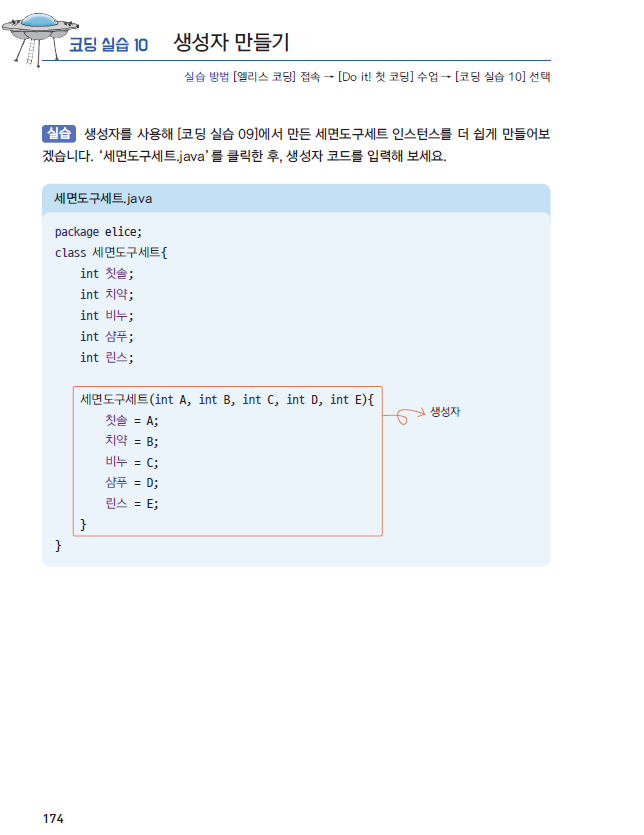 코딩 실습 10 생성자 만들기
실습 방법 [엘리스 코딩] 접속 → [Do it! 첫 코딩] 수업 → [코딩 실습 10] 선택
실습 생성자를 사용해 [코딩 실습 09]에서 만든 세면도구세트 인스턴스를 더 쉽게 만들어보
겠습니다. ‘세면도구세트.java’를 클릭한 후, 생성자 코드를 입력해 보세요.
세면도구세트.java
package elice;
class 세면도구세트{
int 칫솔;
int 치약;
int 비누;
int 샴푸;
int 린스;
세면도구세트(int A, int B, int C, int D, int E){
칫솔 = A;
생성자
치약 = B;
비누 = C;
샴푸 = D;
린스 = E;
}
}
174